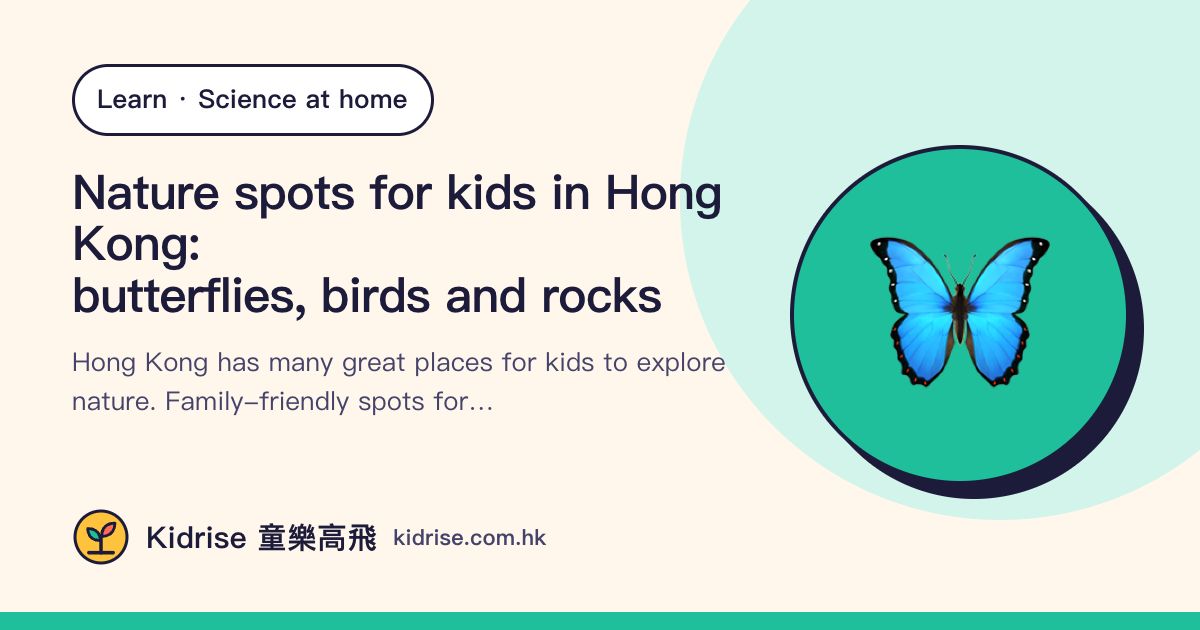 Learn · Science at home
Nature spots for kids in Hong
Kong:
butterflies, birds and rocks
Hong Kong has many great places for kids to explore
nature. Family–friendly spots for…
Kidrise 童樂高飛 kidrise.com.hk